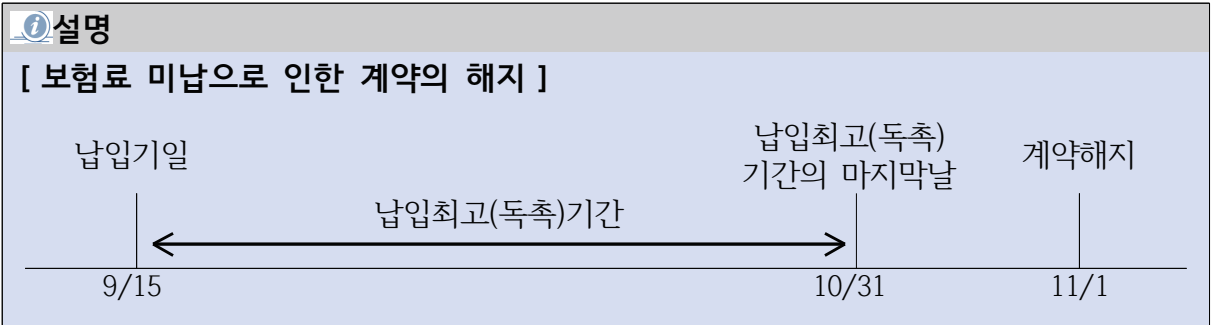 설명
[ 보험료 미납으로 인한 계약의 해지 ]
납입기일
납입최고(독촉)
기간의 마지막날
계약해지
납입최고(독촉)기간
9/15
10/31
11/1